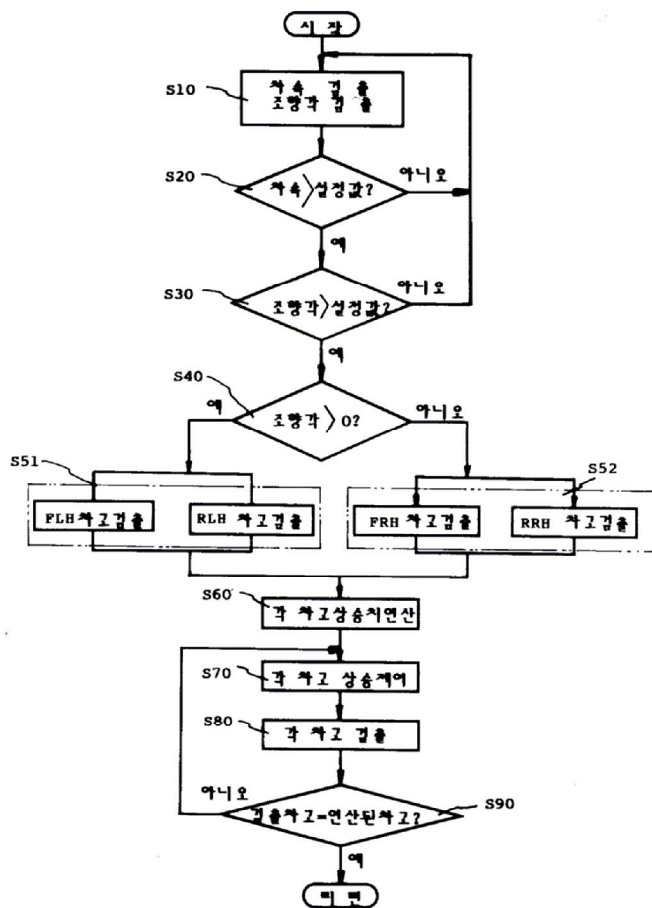 시 작
S10
차속 검출
조향각 검출
S20
차속 > 설정값?
아니오
예
S30
조향각 > 설정값?
아니오
예
S40
예
조향각 > 0?
아니오
S51
S52
FLH 차고검출
RLH 차고검출
FRH 차고검출
RRH 차고검출
S60
각 차고상승치연산
S70
각 차고 상승제어
S80
각 차고 검출
아니오
검출차고=연산된차고?
S90
예